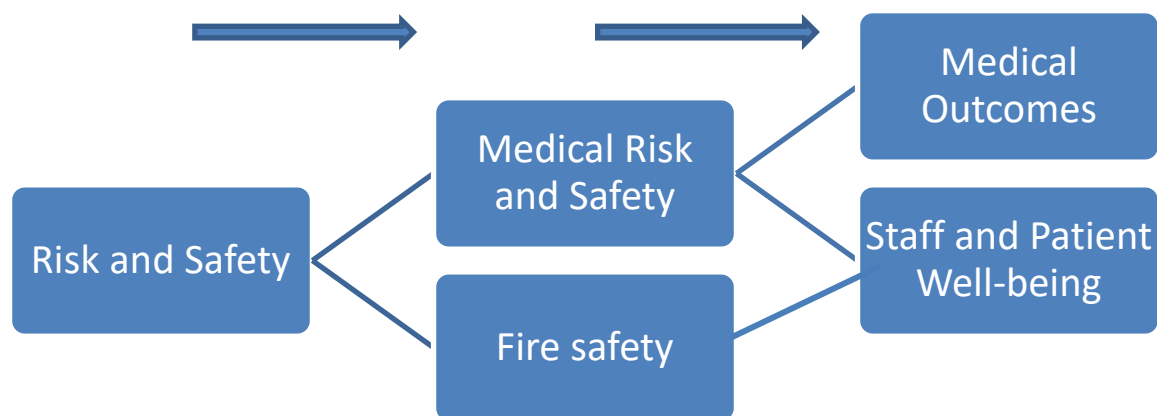 Medical
Outcomes
Medical Risk
and Safety
Risk and Safety
Staff and Patient
Well-being
Fire safety